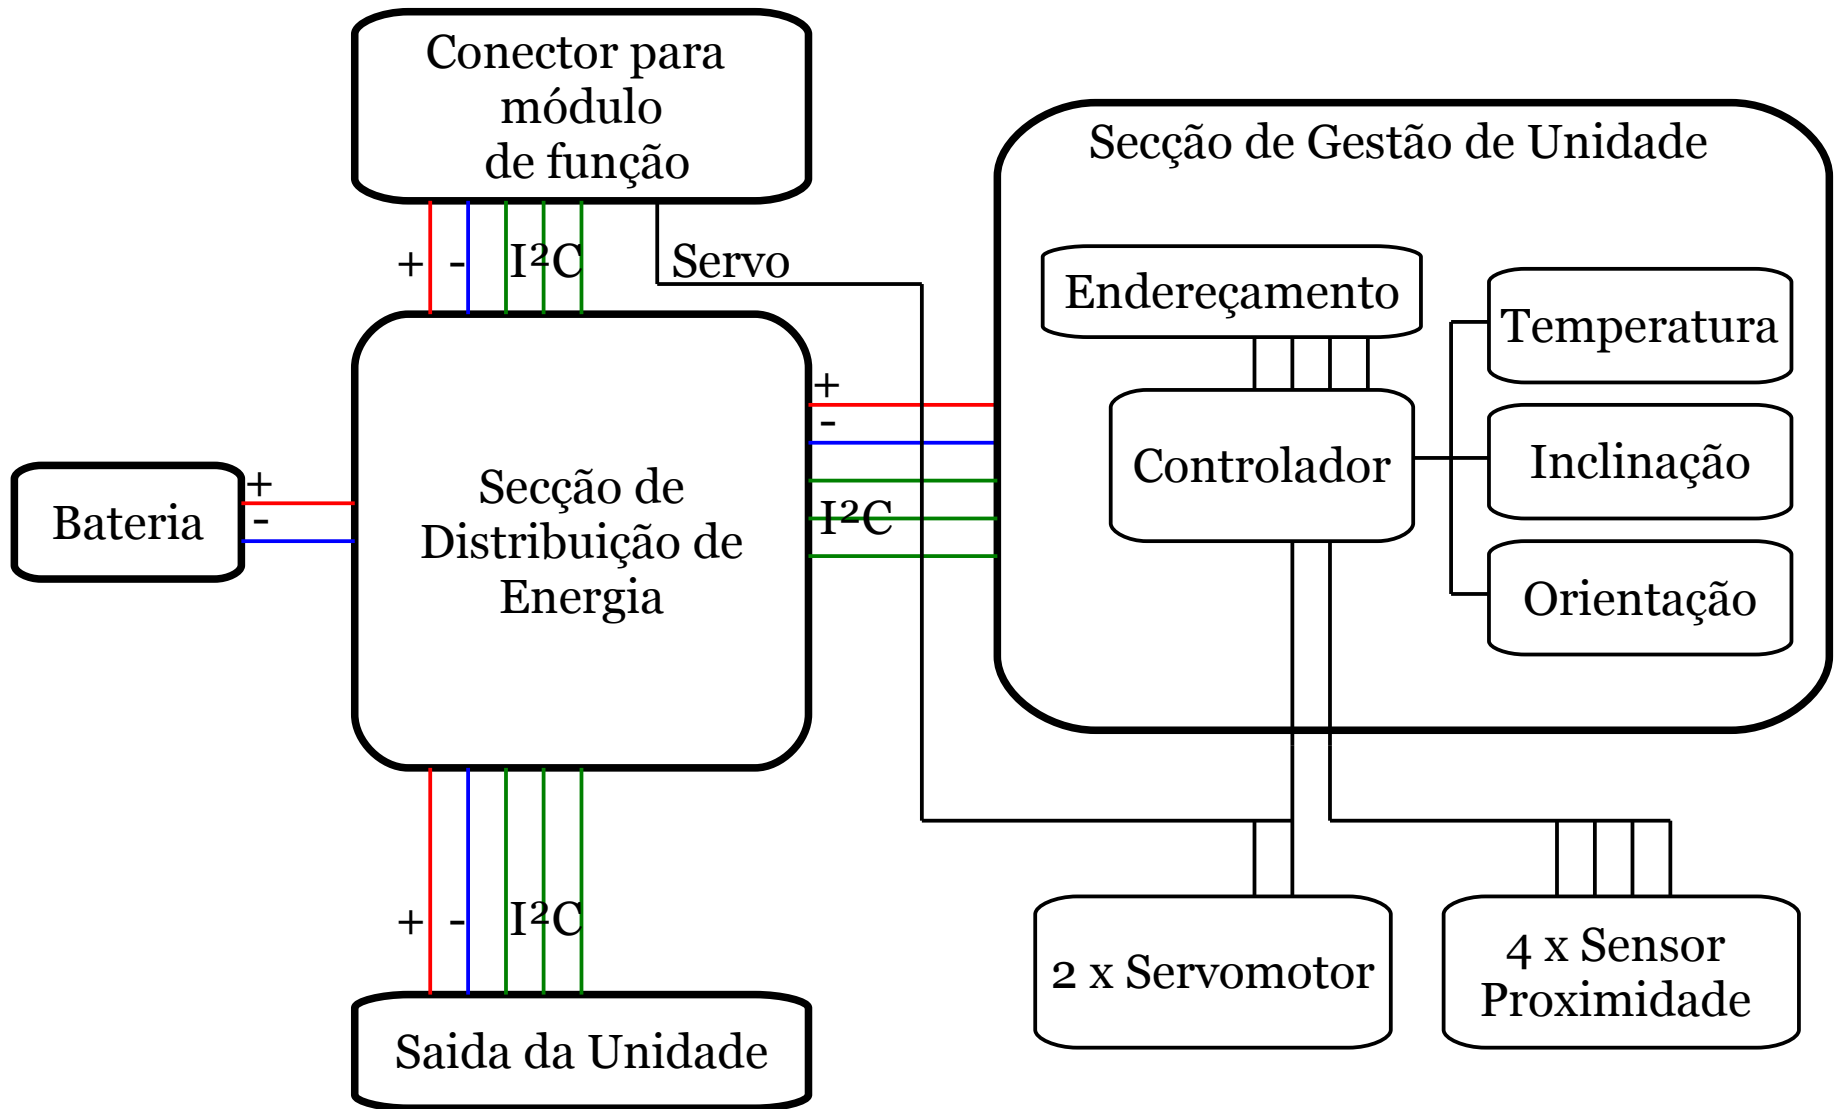 Conector para
módulo
de função
+ - I²C
Servo
Secção de Gestão de Unidade
Endereçamento
Temperatura
Controlador
Inclinação
Orientação
+
-
I²C
Bateria
+
-
Secção de
Distribuição de
Energia
+ - I²C
Saida da Unidade
2 x Servomotor
4 x Sensor
Proximidade